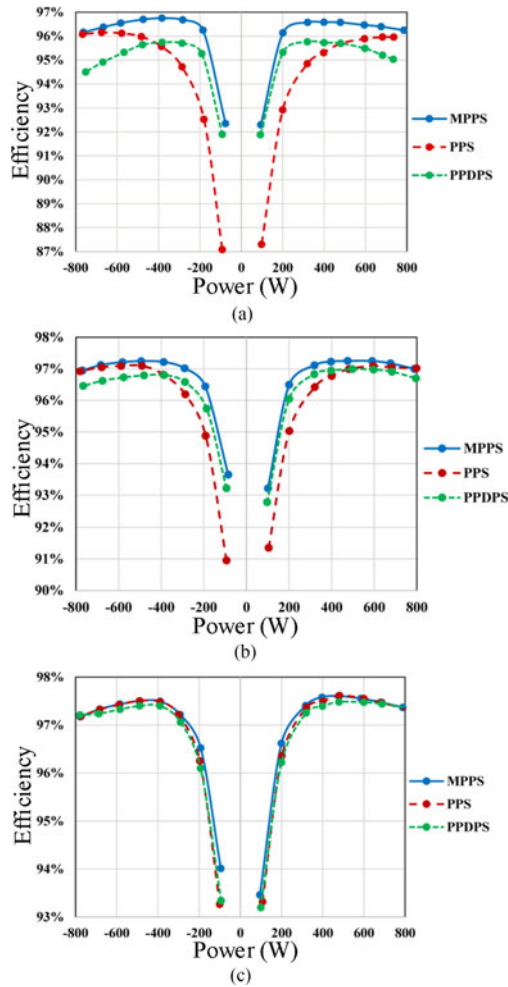 97%
96%
95%
94%
93%
92%
91%
90%
89%
88%
87%
Efficiency
-800 -600 -400 -200 0 200 400 600 800
Power (W)
MPPS
PPS
PPDPS
(a)
98%
97%
96%
95%
94%
93%
92%
91%
90%
Efficiency
-800 -600 -400 -200 0 200 400 600 800
Power (W)
MPPS
PPS
PPDPS
(b)
98%
97%
96%
95%
94%
93%
Efficiency
-800 -600 -400 -200 0 200 400 600 800
Power (W)
MPPS
PPS
PPDPS
(c)